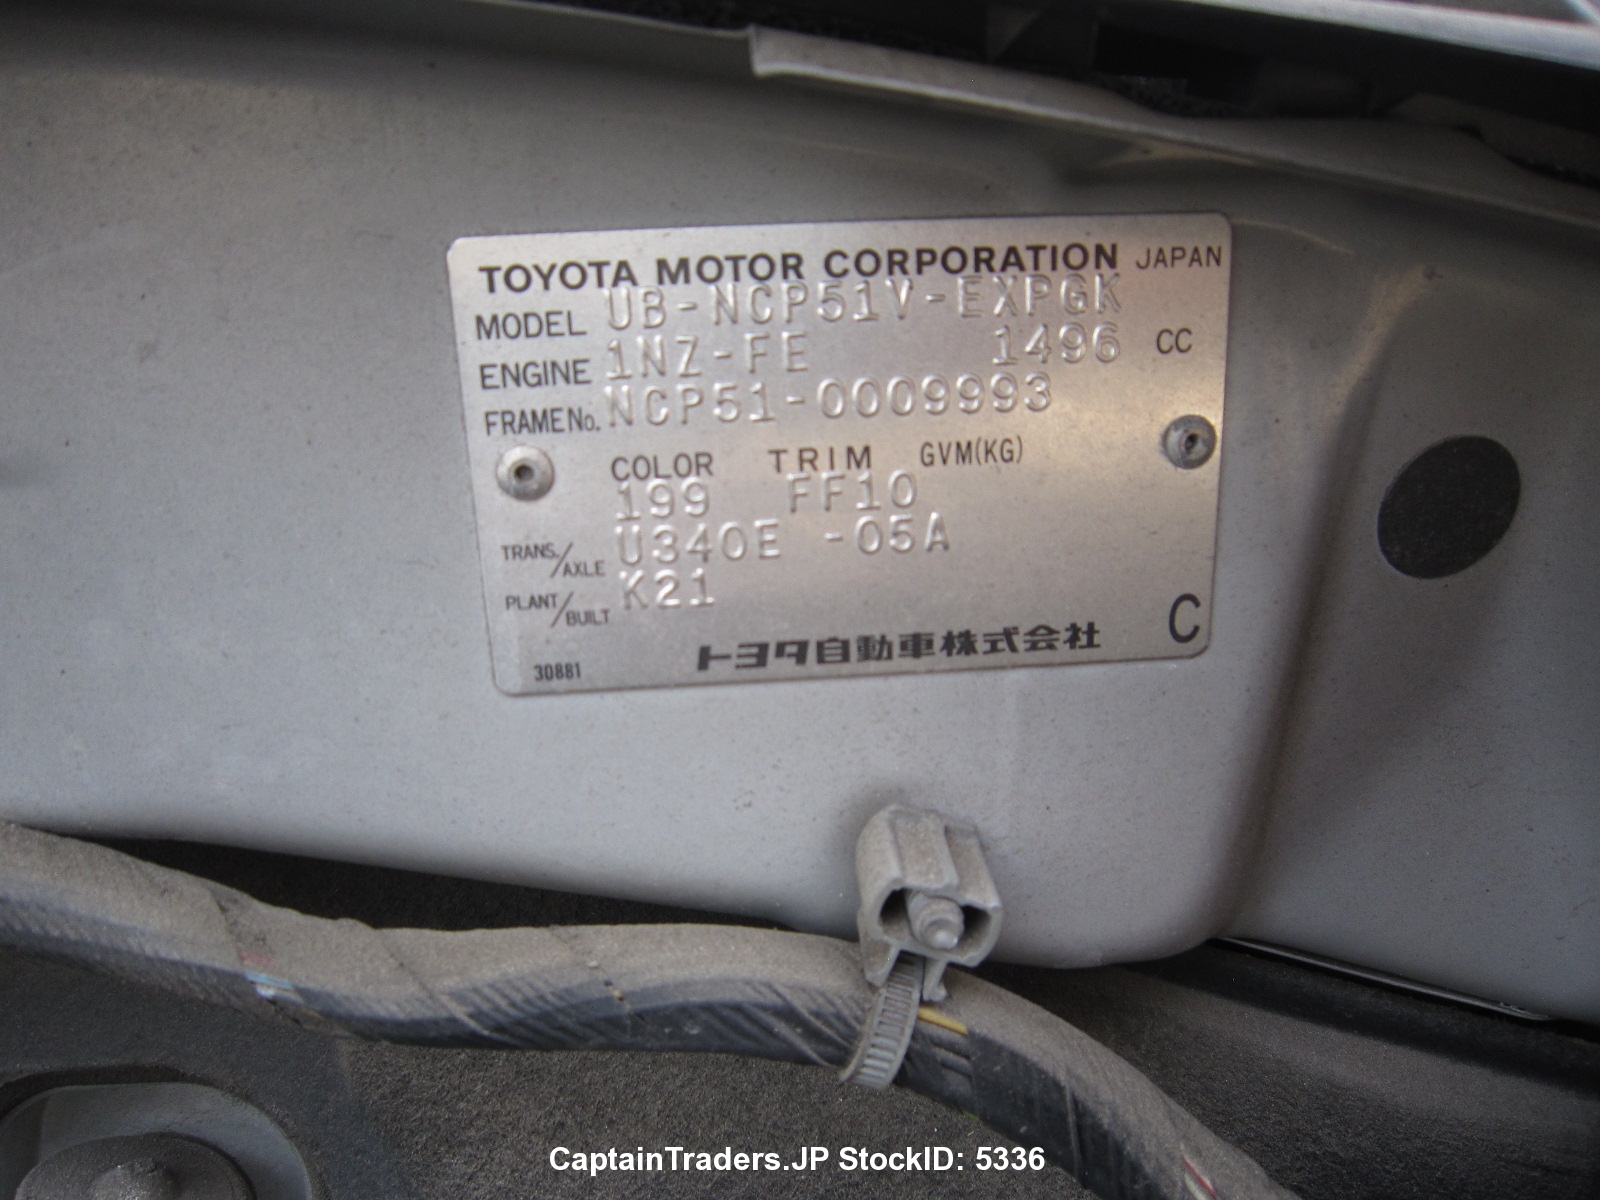 TOYOTA MOTOR CORPORATION JAPAN
MODEL UB-NCP51V-EXPGK
ENGINE 1NZ-FE 1496 CC
FRAME No. NCP51-0009993
COLOR TRIM GVM(KG)
199 FF10
TRANS./AXLE U340E -05A
PLANT/BUILT K21
トヨタ自動車株式会社 C
30881
CaptainTraders.JP StockID: 5336